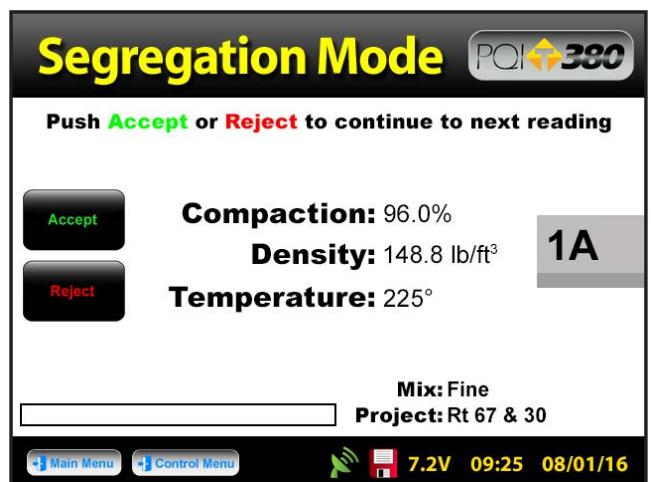 Segregation Mode PQI T 380
Push Accept or Reject to continue to next reading
Accept
Compaction: 96.0%
Density: 148.8 lb/ft³
1A
Reject
Temperature: 225°
Mix: Fine
Project: Rt 67 & 30
Main Menu Control Menu 7.2V 09:25 08/01/16